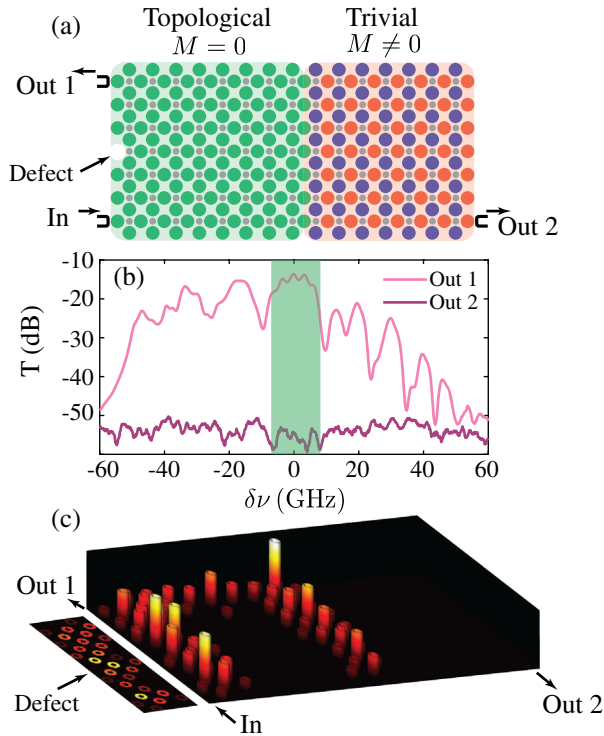 (a)
Topological Trivial
M = 0 M ≠ 0
Out 1
Defect
In
Out 2
(b)
-10
-20
-30
-40
-50
T (dB)
Out 1
Out 2
-60 -40 -20 0 20 40 60
δν (GHz)
(c)
Out 1
Defect
In
Out 2